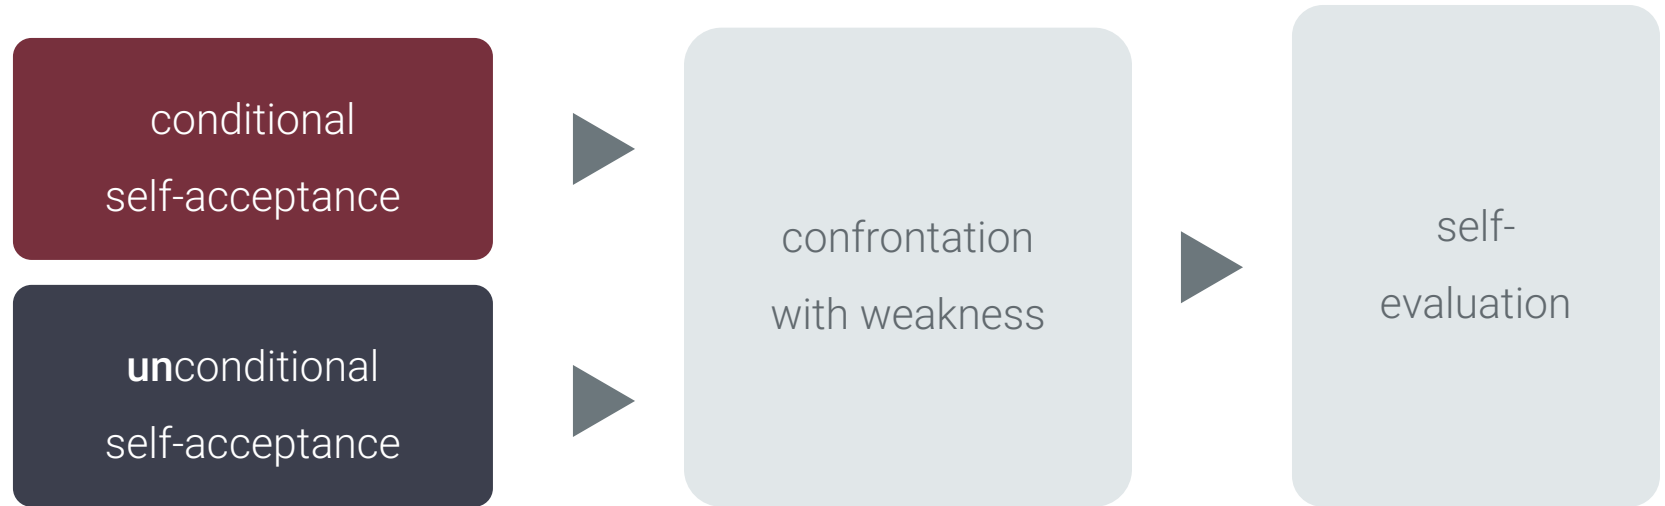 conditional
self-acceptance
unconditional
self-acceptance
confrontation
with weakness
self-
evaluation